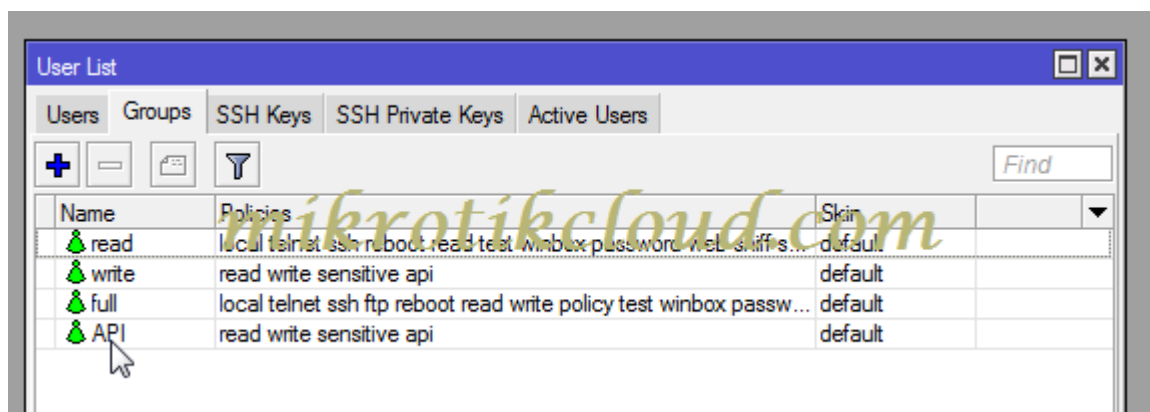 User List
Users Groups SSH Keys SSH Private Keys Active Users
Find
mikrotikcloud.com
Name Policies Skin
read local telnet ssh reboot read test winbox password web sniff s... default
write read write sensitive api default
full local telnet ssh ftp reboot read write policy test winbox passw... default
API read write sensitive api default